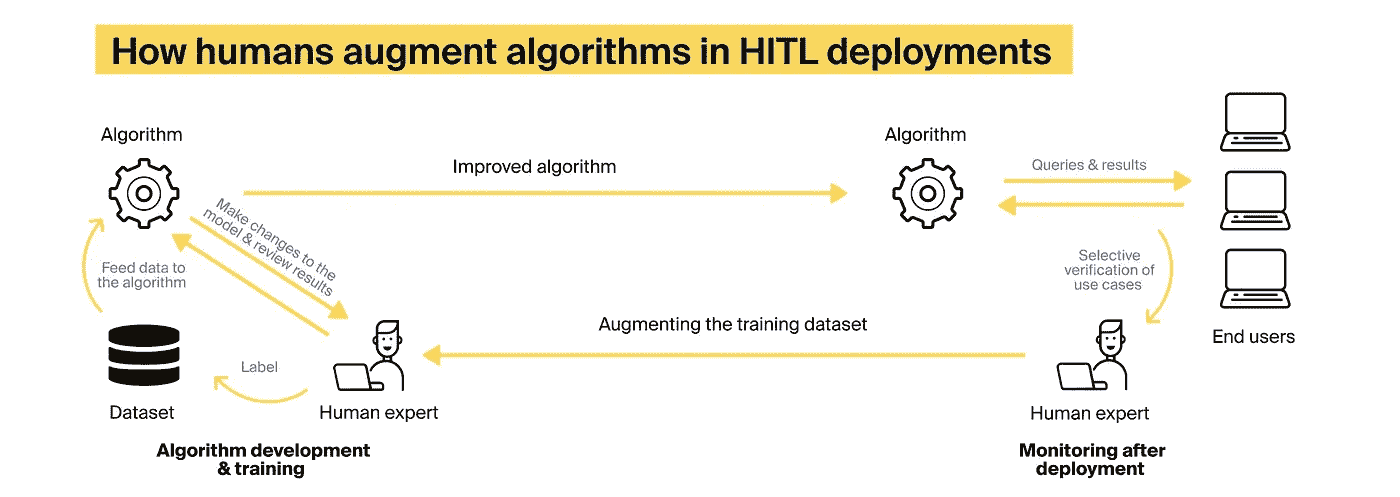 How humans augment algorithms in HITL deployments
Algorithm
Improved algorithm
Algorithm
Queries & results
Make changes to the
model & review results
Feed data to
the algorithm
Selective
verification of
use cases
Augmenting the training dataset
End users
Label
Dataset
Human expert
Human expert
Algorithm development
& training
Monitoring after
deployment